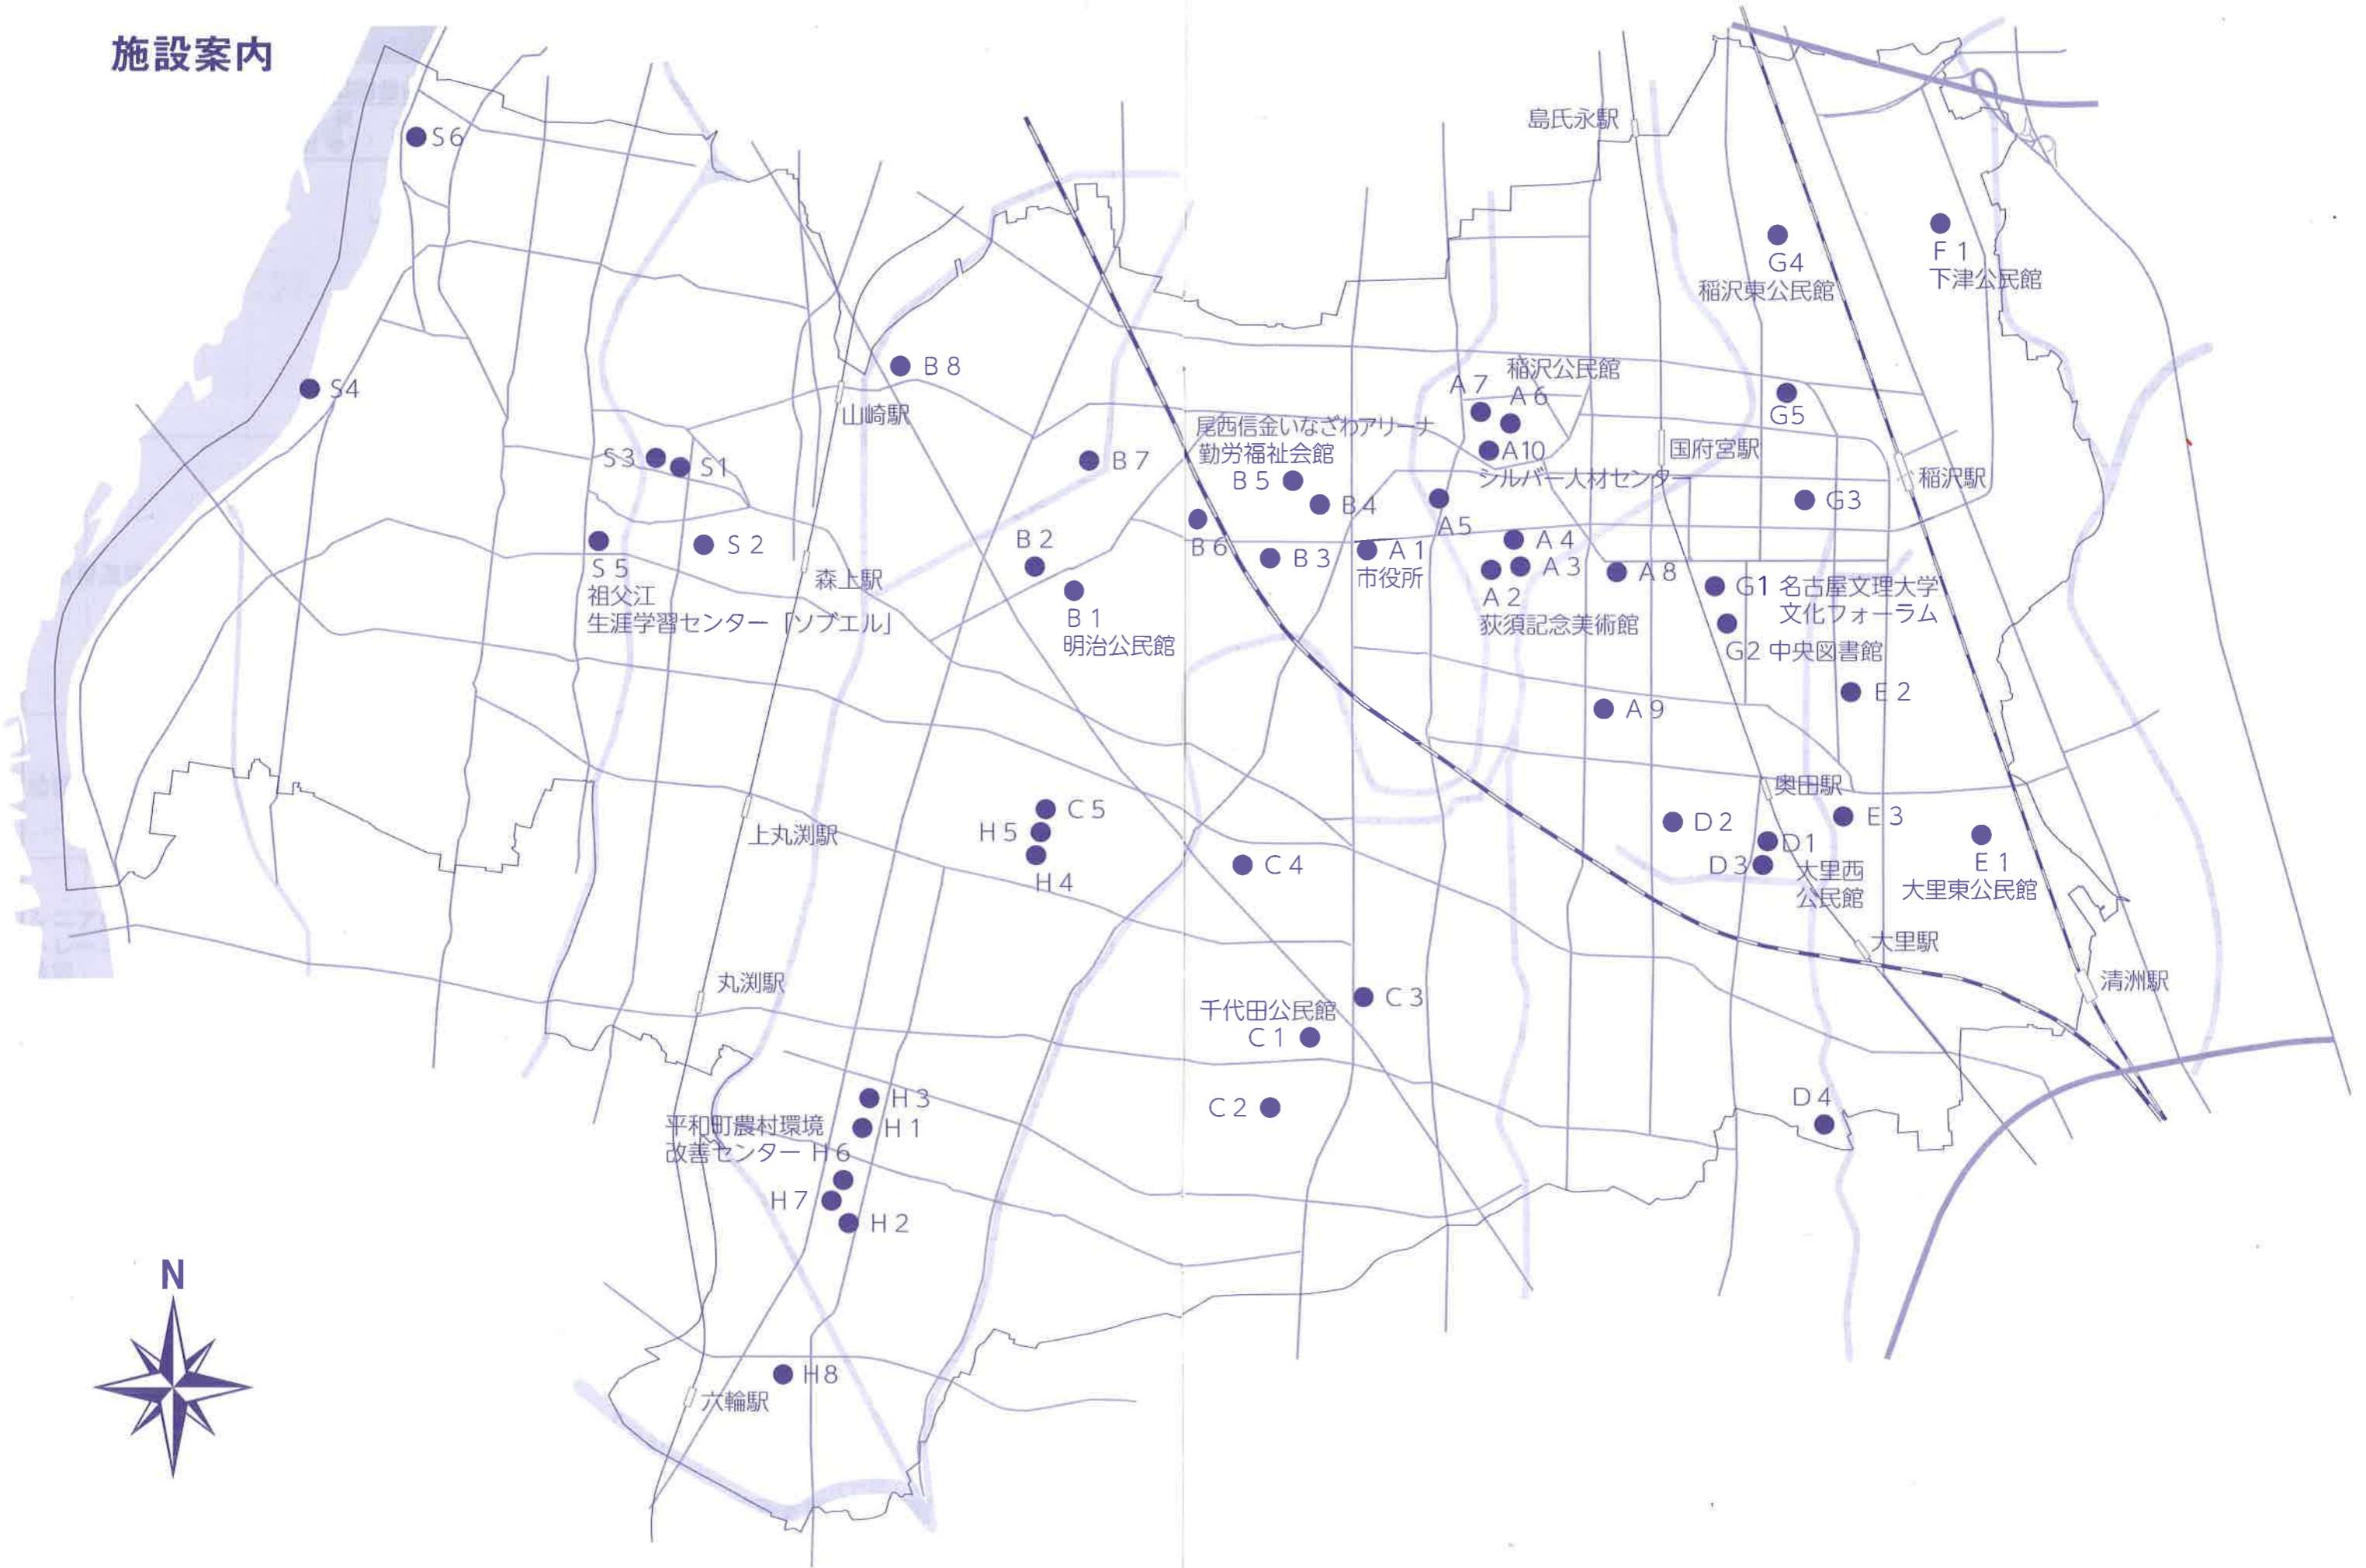 施設案内
S6
S4
S3
S1
S2
S5
祖父江
生涯学習センター「ソブエル」
山崎駅
森上駅
上丸渕駅
丸渕駅
六輪駅
B8
B7
B2
B1
明治公民館
尾西信金いなざわアリーナ
勤労福祉会館
B5
B4
B6
B3
A1
市役所
島氏永駅
稲沢公民館
A7
A6
A10
シルバー人材センター
A5
A4
A3
A2
荻須記念美術館
A8
A9
国府宮駅
G4
稲沢東公民館
F1
下津公民館
G5
稲沢駅
G3
G1 名古屋文理大学
文化フォーラム
G2 中央図書館
E2
奥田駅
E3
E1
大里東公民館
D2
D1
D3
大里西
公民館
大里駅
清洲駅
D4
C5
H5
H4
C4
C3
千代田公民館
C1
C2
H3
H1
平和町農村環境
改善センター H6
H7
H2
H8
N